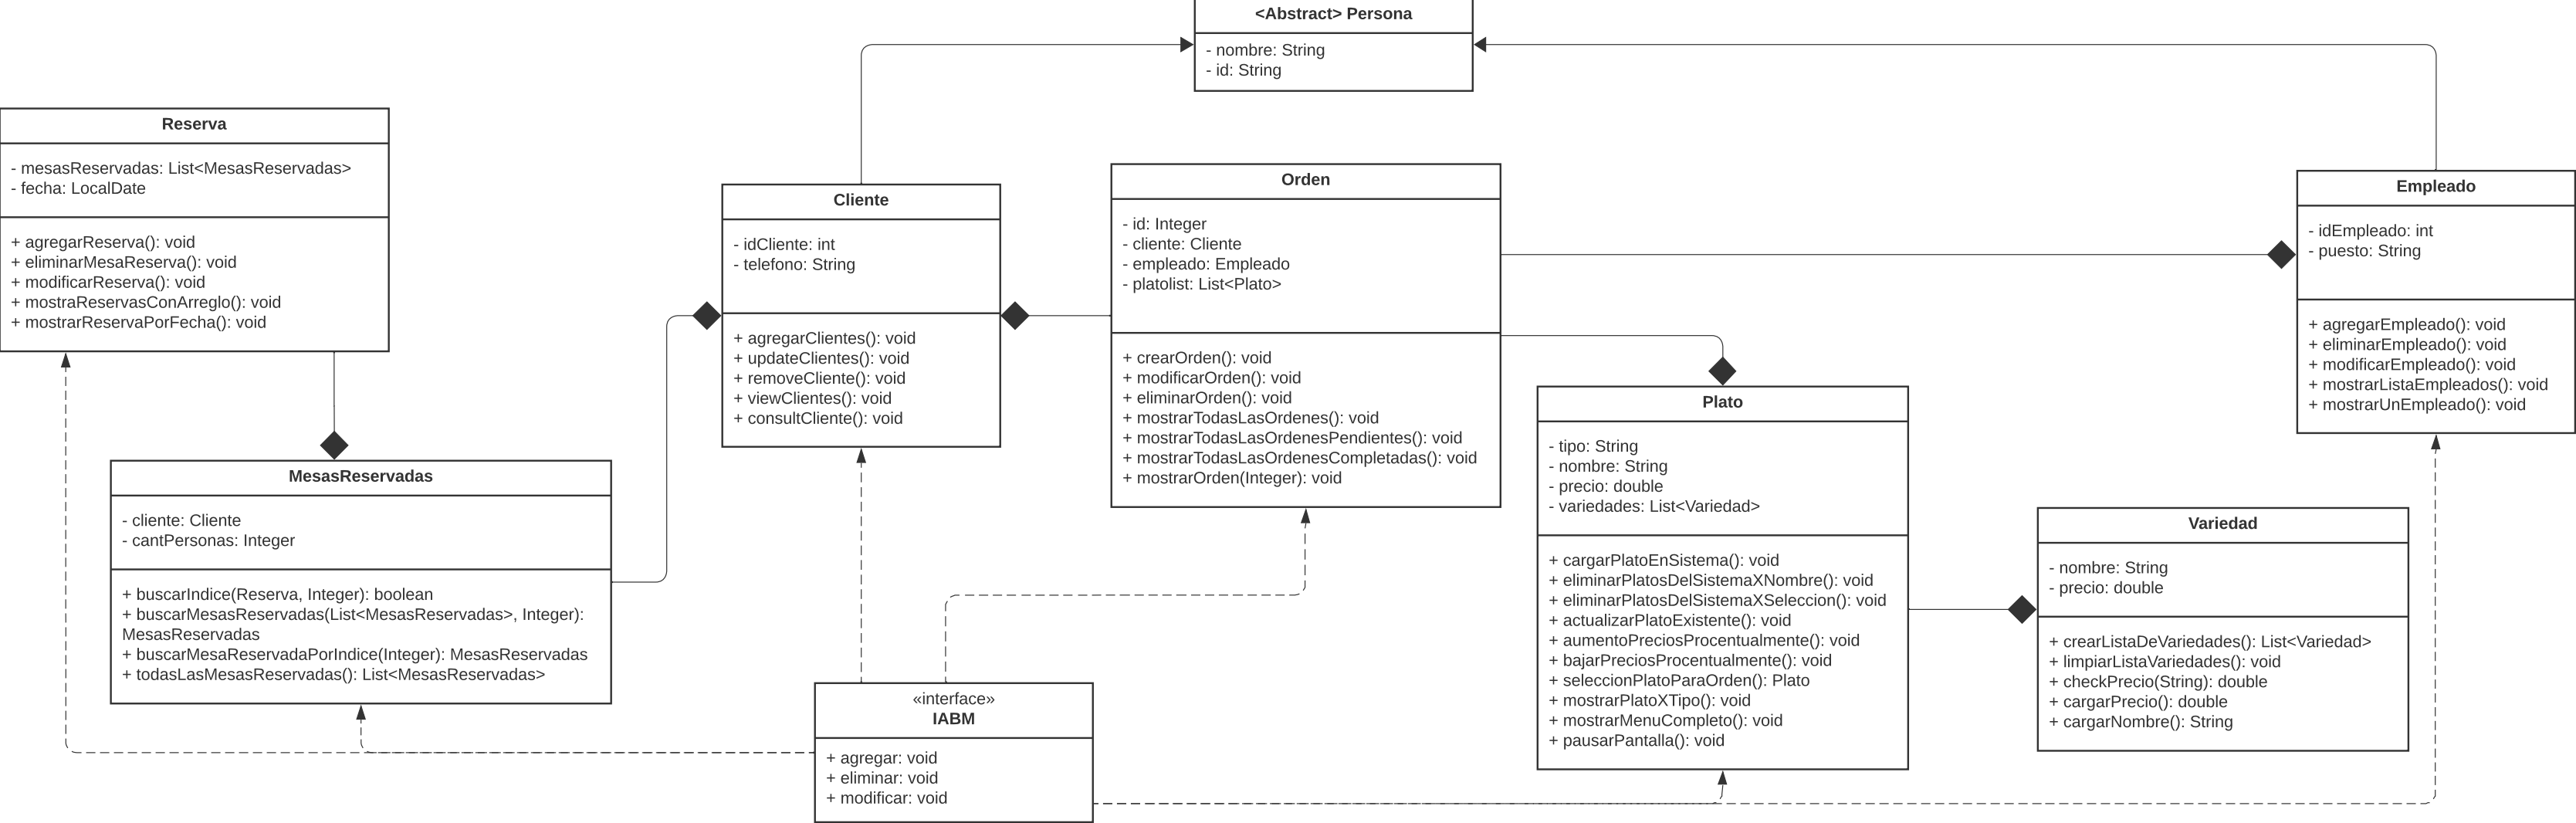 <Abstract> Persona
- nombre: String
- id: String
Reserva
- mesasReservadas: List<MesasReservadas>
- fecha: LocalDate
+ agregarReserva(): void
+ eliminarMesaReserva(): void
+ modificarReserva(): void
+ mostraReservasConArreglo(): void
+ mostrarReservaPorFecha(): void
Cliente
- idCliente: int
- telefono: String
+ agregarClientes(): void
+ updateClientes(): void
+ removeCliente(): void
+ viewClientes(): void
+ consultCliente(): void
Orden
- id: Integer
- cliente: Cliente
- empleado: Empleado
- platolist: List<Plato>
+ crearOrden(): void
+ modificarOrden(): void
+ eliminarOrden(): void
+ mostrarTodasLasOrdenes(): void
+ mostrarTodasLasOrdenesPendientes(): void
+ mostrarTodasLasOrdenesCompletadas(): void
+ mostrarOrden(Integer): void
Empleado
- idEmpleado: int
- puesto: String
+ agregarEmpleado(): void
+ eliminarEmpleado(): void
+ modificarEmpleado(): void
+ mostrarListaEmpleados(): void
+ mostrarUnEmpleado(): void
MesasReservadas
- cliente: Cliente
- cantPersonas: Integer
+ buscarIndice(Reserva, Integer): boolean
+ buscarMesasReservadas(List<MesasReservadas>, Integer):
MesasReservadas
+ buscarMesaReservadaPorIndice(Integer): MesasReservadas
+ todasLasMesasReservadas(): List<MesasReservadas>
Plato
- tipo: String
- nombre: String
- precio: double
- variedades: List<Variedad>
+ cargarPlatoEnSistema(): void
+ eliminarPlatosDelSistemaXNombre(): void
+ eliminarPlatosDelSistemaXSeleccion(): void
+ actualizarPlatoExistente(): void
+ aumentoPreciosProcentualmente(): void
+ bajarPreciosProcentualmente(): void
+ seleccionPlatoParaOrden(): Plato
+ mostrarPlatoXTipo(): void
+ mostrarMenuCompleto(): void
+ pausarPantalla(): void
Variedad
- nombre: String
- precio: double
+ crearListaDeVariedades(): List<Variedad>
+ limpiarListaVariedades(): void
+ checkPrecio(String): double
+ cargarPrecio(): double
+ cargarNombre(): String
«interface»
IABM
+ agregar: void
+ eliminar: void
+ modificar: void